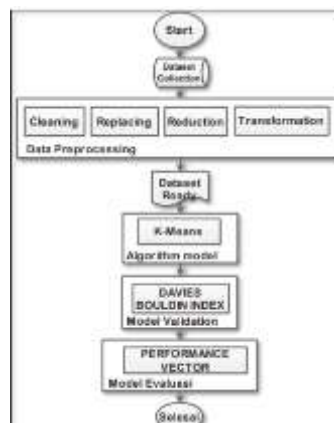 Start
Dataset
Collection
Cleaning Replacing Reduction Transformation
Data Preprocessing
Dataset
Ready
K-Means
Algorithm model
DAVIES
BOULDIN INDEX
Model Validation
PERFORMANCE
VECTOR
Model Evaluasi
Selesai